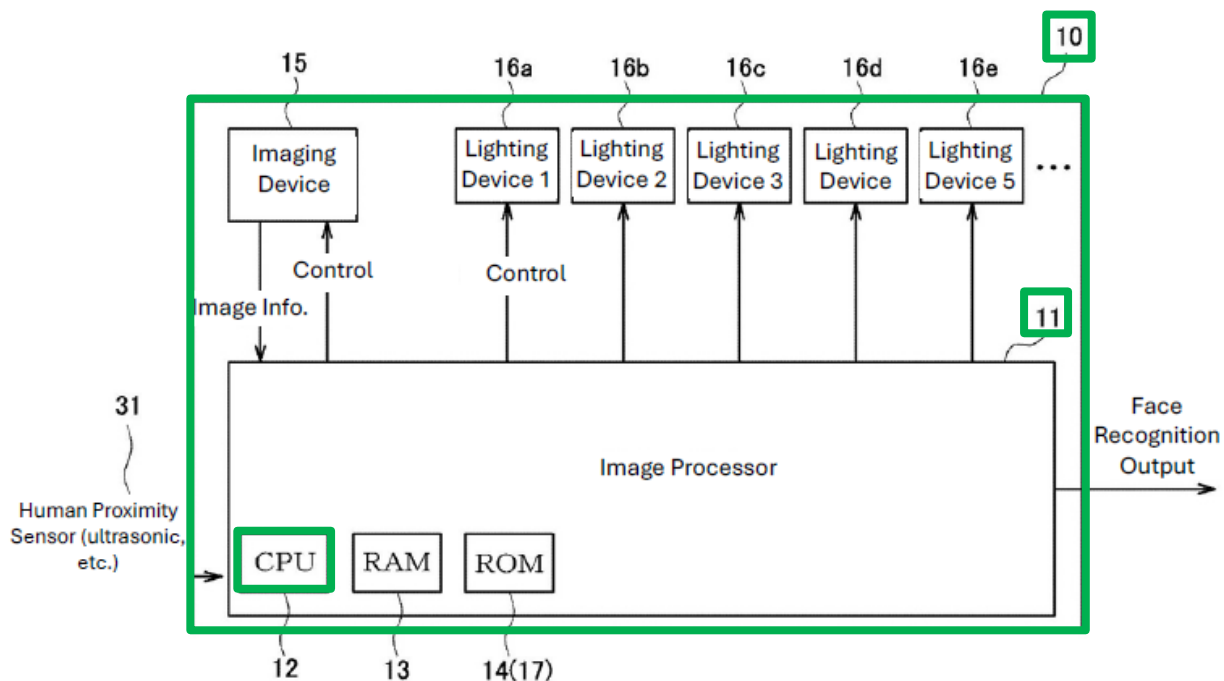 10
15
16a
16b
16c
16d
16e
Imaging
Device
Lighting
Device 1
Lighting
Device 2
Lighting
Device 3
Lighting
Device
Lighting
Device 5
...
Control
Control
Image Info.
11
31
Human Proximity
Sensor (ultrasonic,
etc.)
Image Processor
Face
Recognition
Output
CPU
RAM
ROM
12
13
14(17)